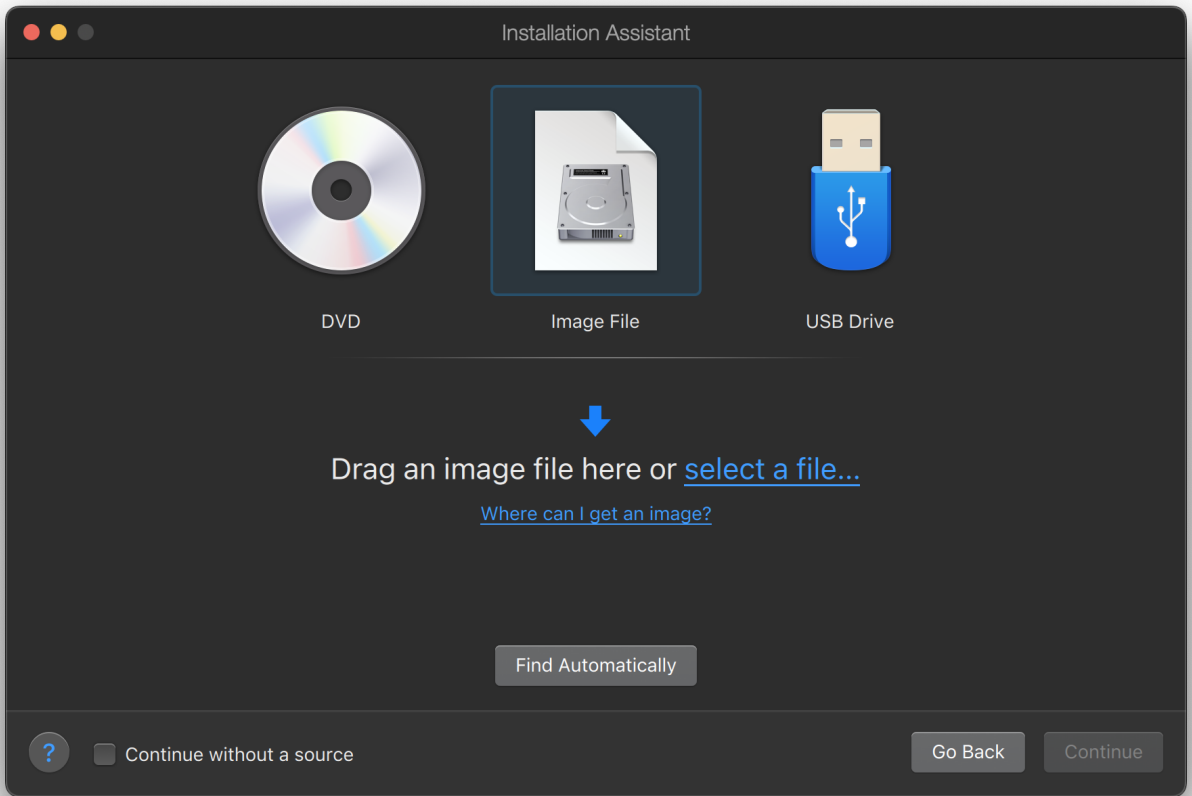 Installation Assistant
DVD
Image File
USB Drive
Drag an image file here or select a file...
Where can I get an image?
Find Automatically
?
Continue without a source
Go Back
Continue